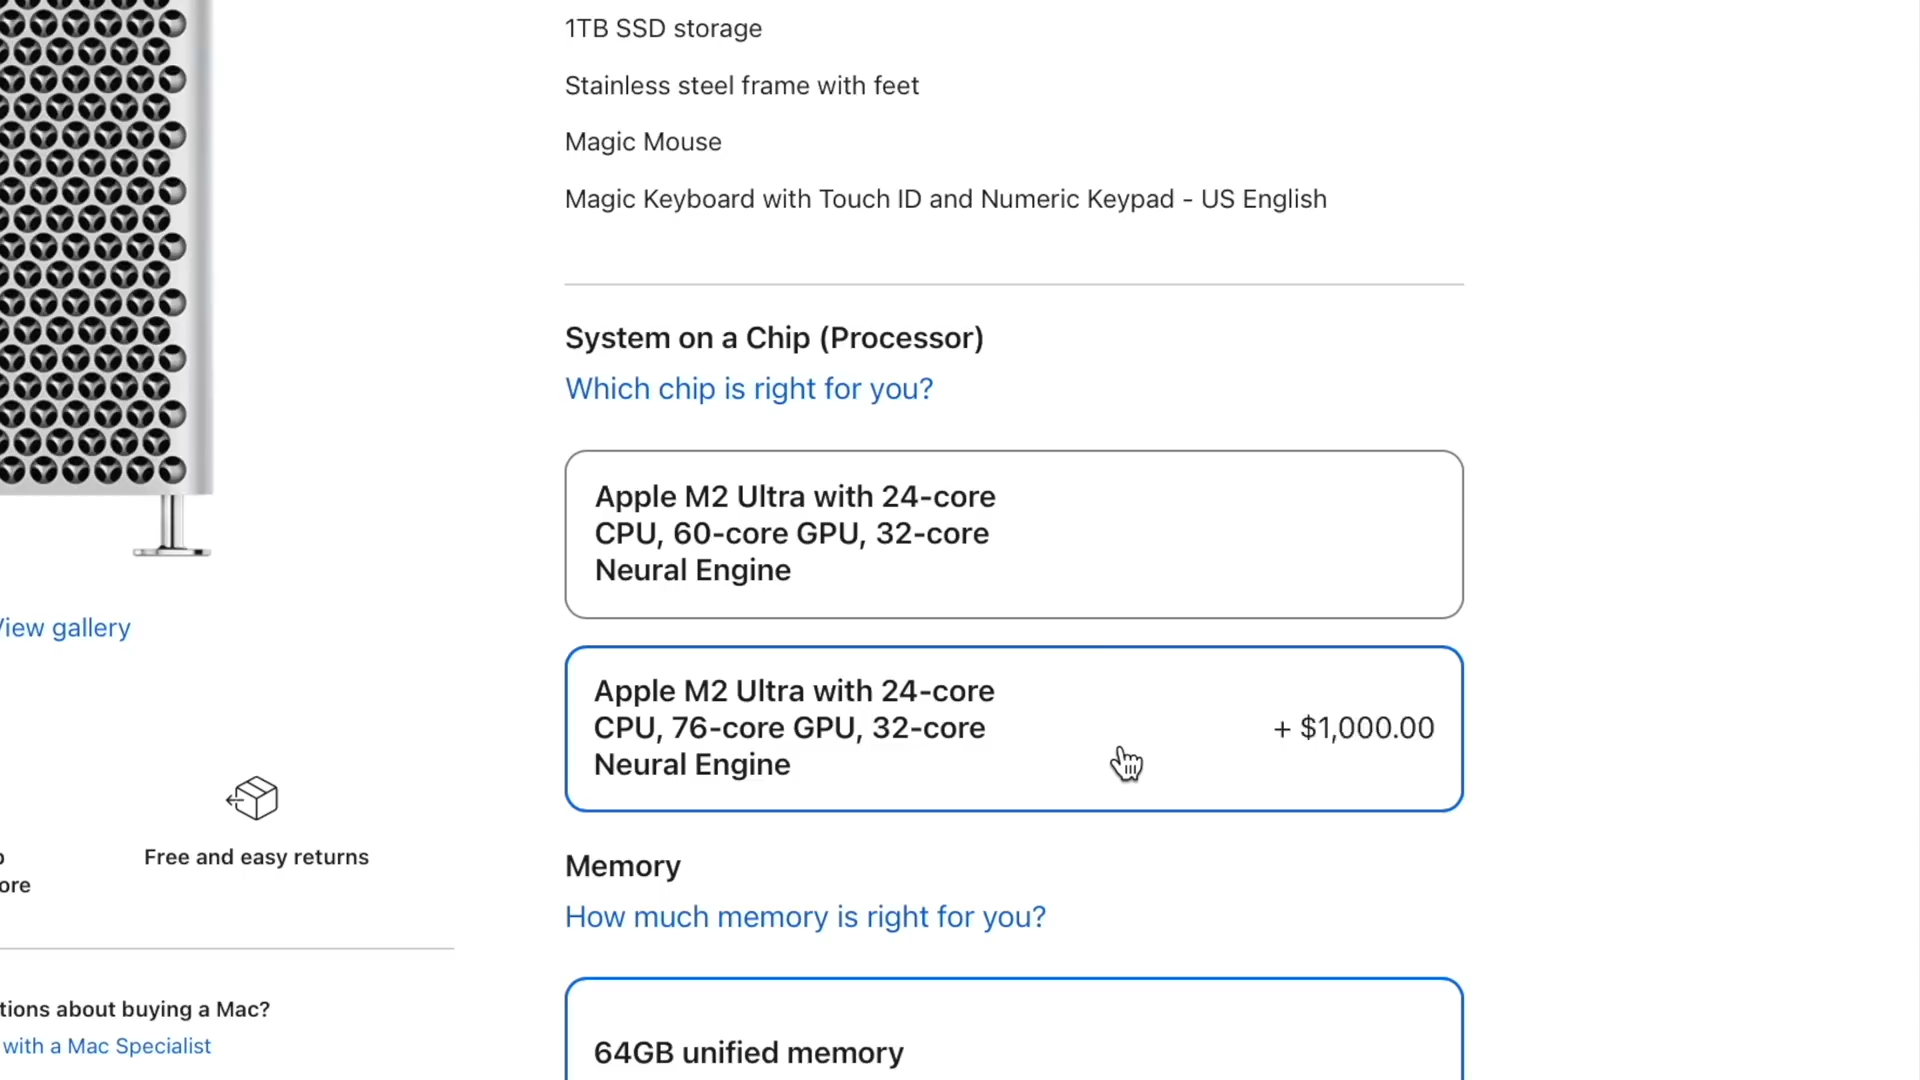 1TB SSD storage
Stainless steel frame with feet
Magic Mouse
Magic Keyboard with Touch ID and Numeric Keypad - US English
System on a Chip (Processor)
Which chip is right for you?
Apple M2 Ultra with 24-core
CPU, 60-core GPU, 32-core
Neural Engine
View gallery
Apple M2 Ultra with 24-core
CPU, 76-core GPU, 32-core
Neural Engine
+ $1,000.00
Free and easy returns
ore
Memory
How much memory is right for you?
tions about buying a Mac?
with a Mac Specialist
64GB unified memory